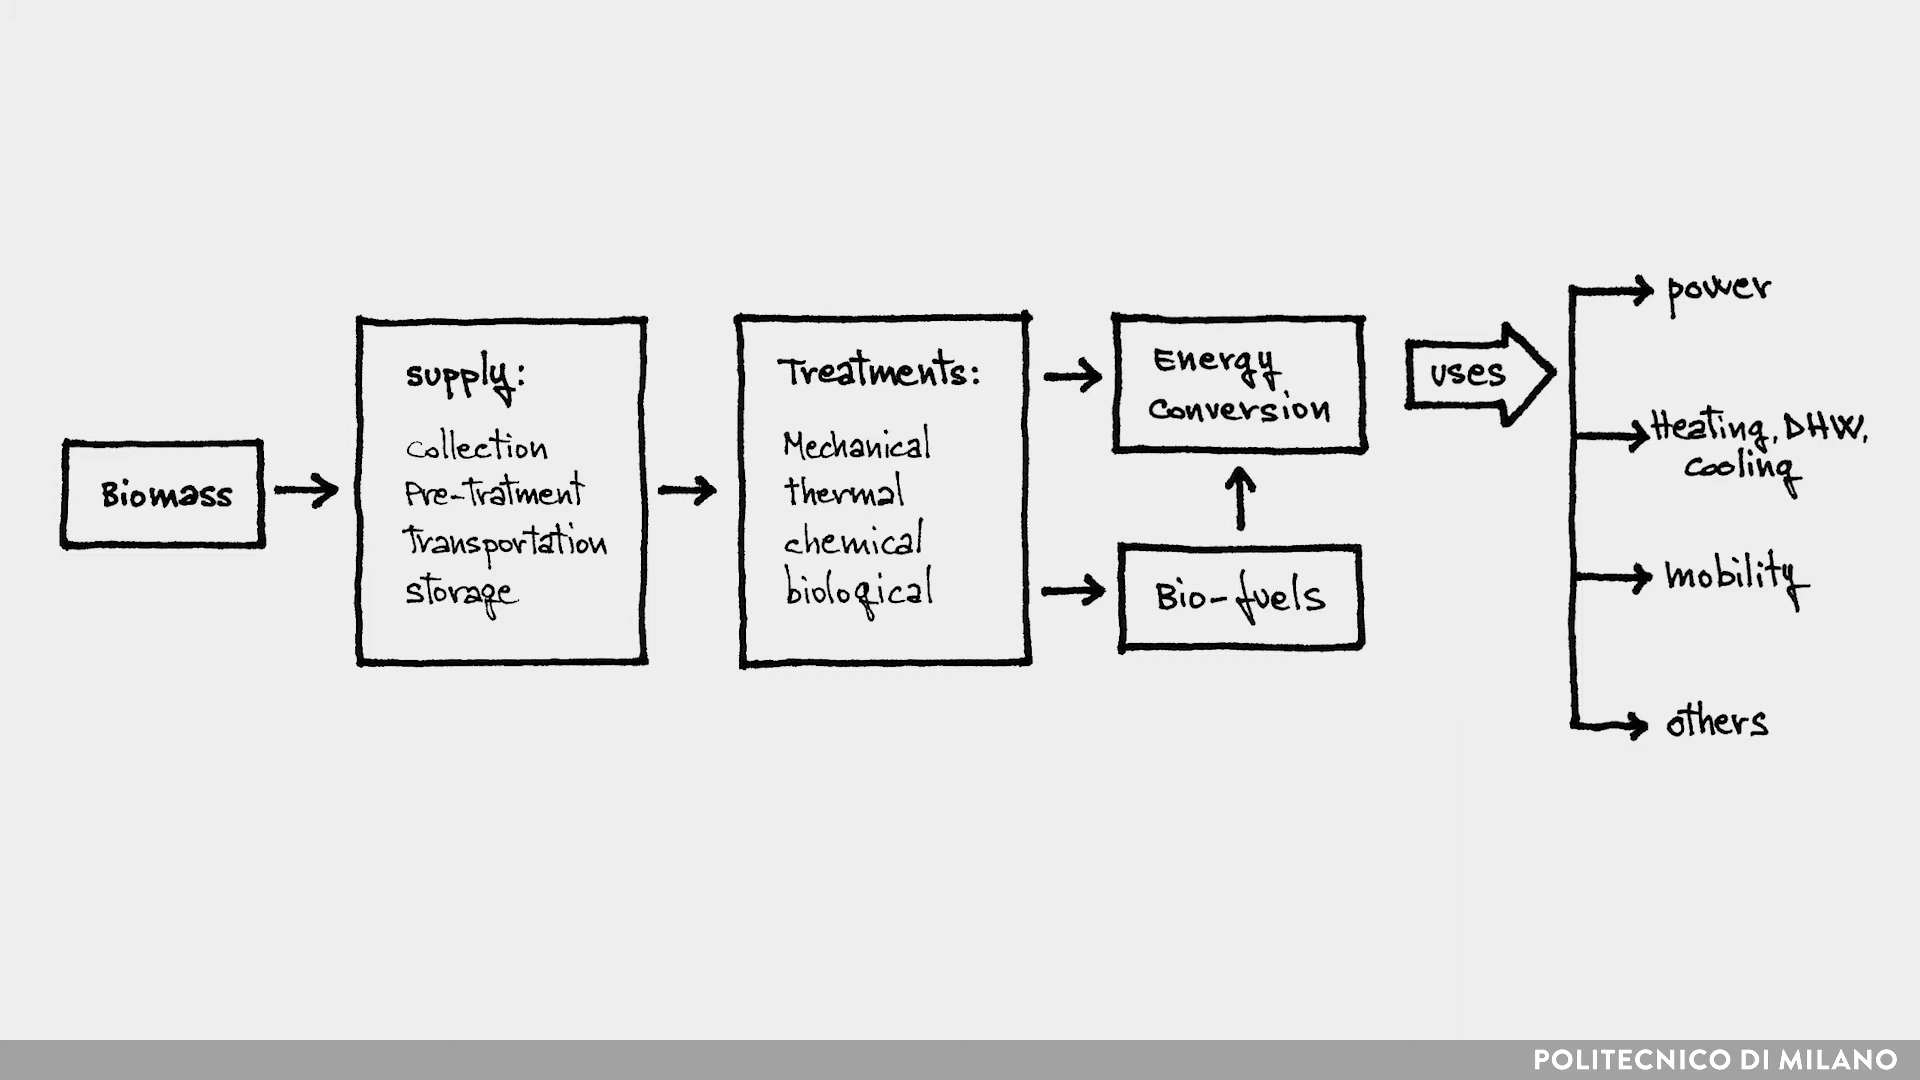 Biomass
supply:
collection
Pre-tratment
Transportation
storage
Treatments:
Mechanical
thermal
chemical
biological
Energy
conversion
Bio-fuels
uses
power
Heating, DHW,
cooling
mobility
others
POLITECNICO DI MILANO